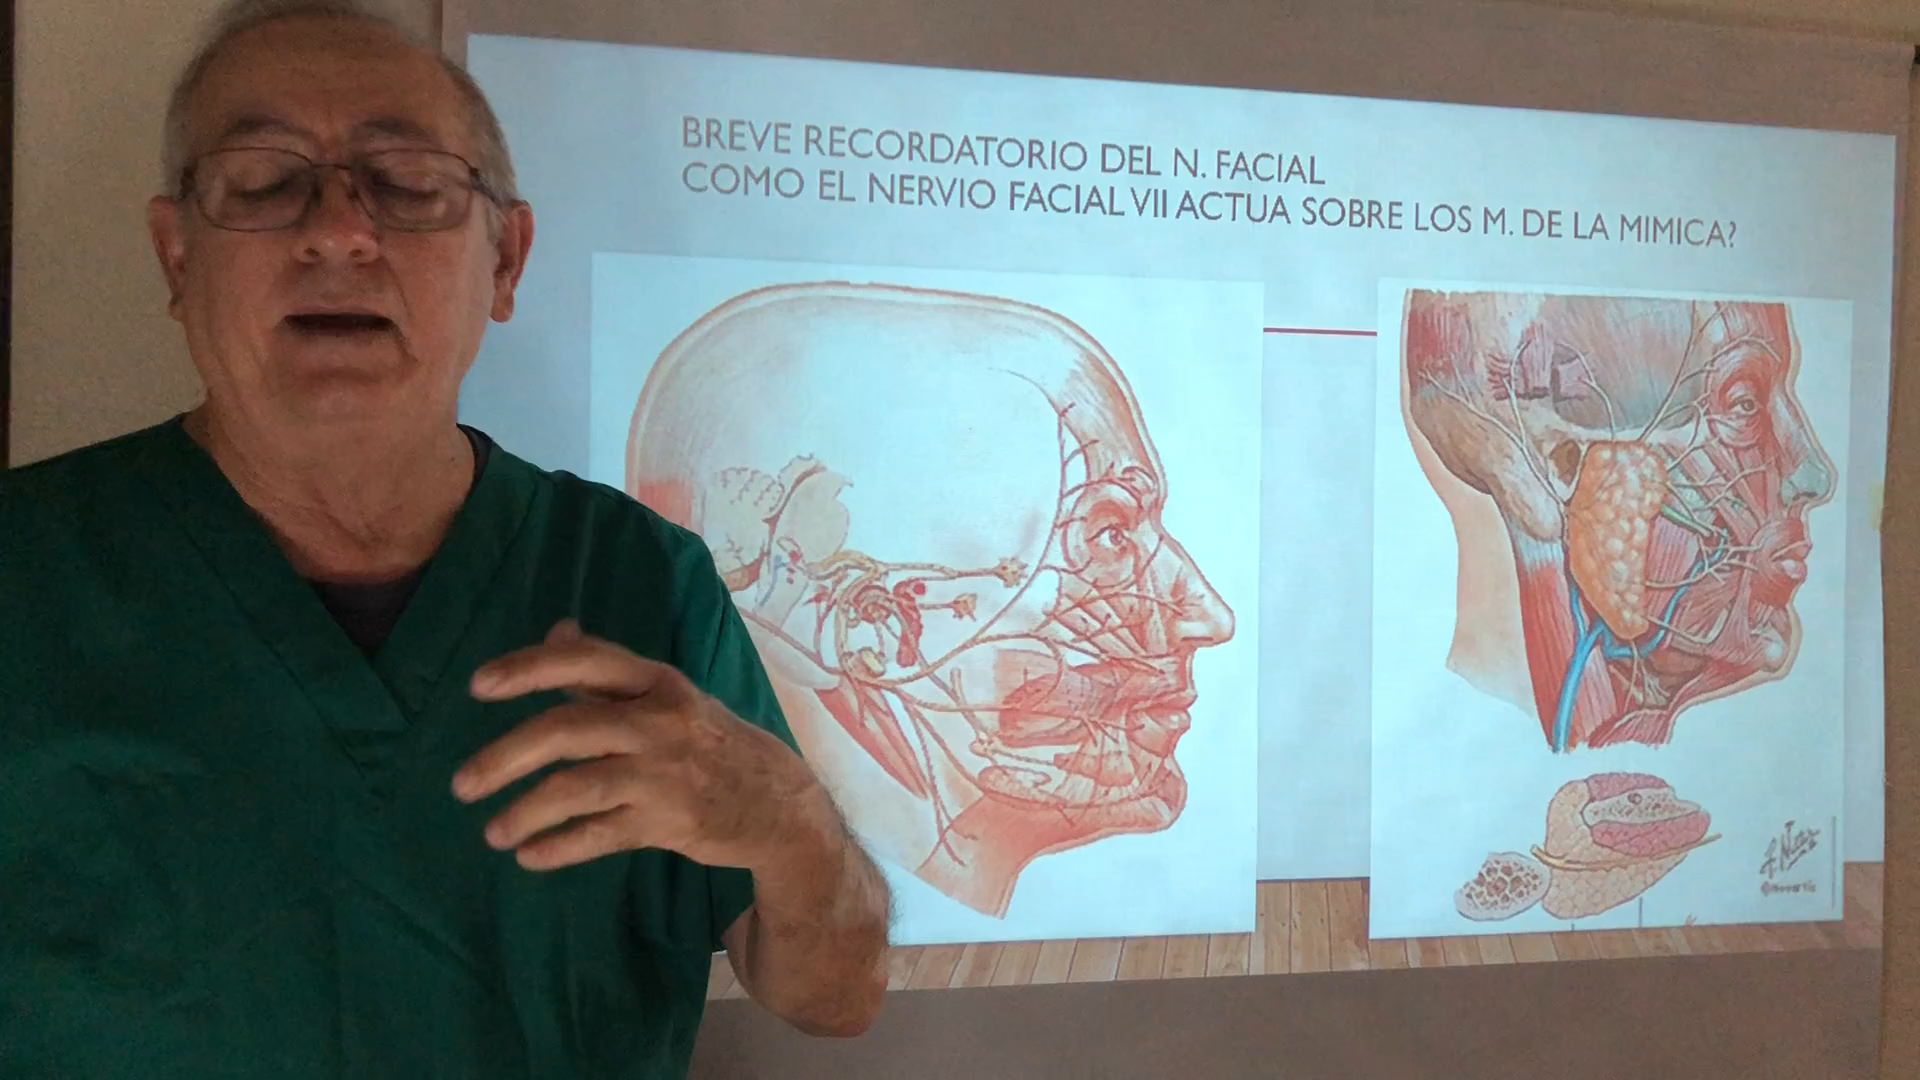 BREVE RECORDATORIO DEL N. FACIAL
COMO EL NERVIO FACIAL VII ACTUA SOBRE LOS M. DE LA MIMICA?